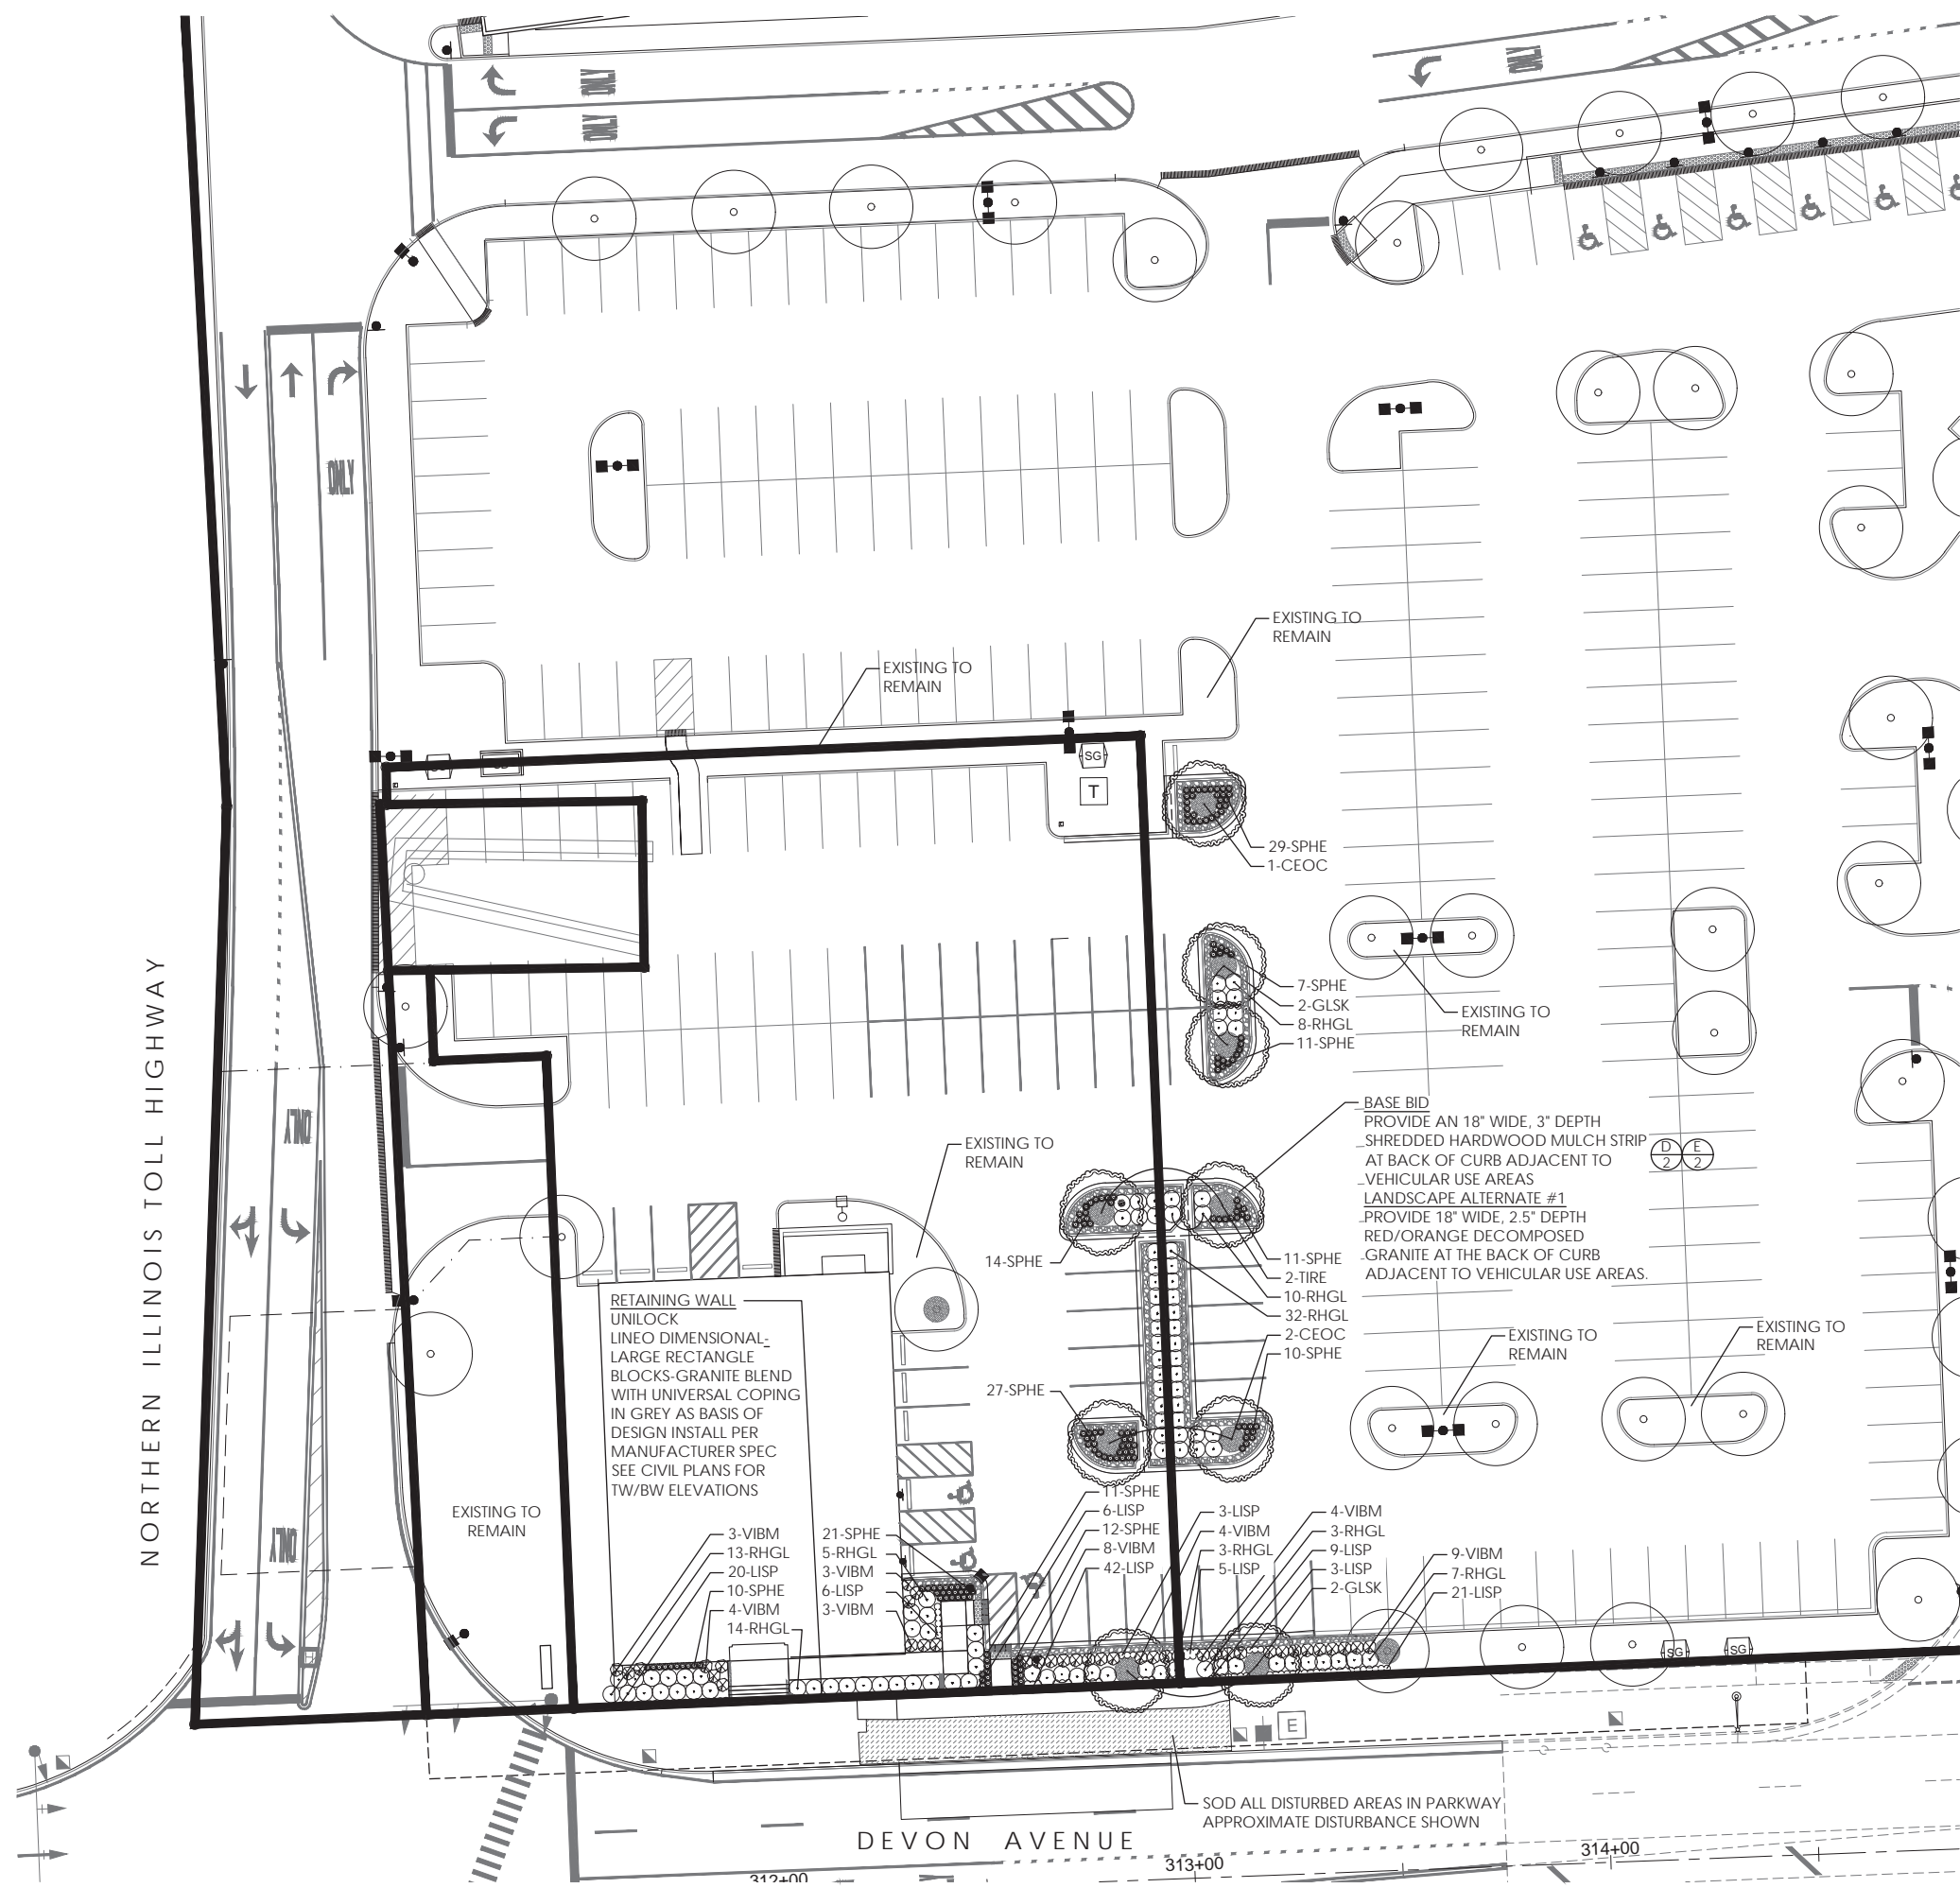 ONLY
ONLY
ONLY
ONLY
EXISTING TO
REMAIN
EXISTING TO
REMAIN
SG
T
29-SPHE
1-CEOC
NORTHERN ILLINOIS TOLL HIGHWAY
7-SPHE
2-GLSK
8-RHGL
11-SPHE
EXISTING TO
REMAIN
ONLY
BASE BID
PROVIDE AN 18" WIDE, 3" DEPTH
SHREDDED HARDWOOD MULCH STRIP
AT BACK OF CURB ADJACENT TO
VEHICULAR USE AREAS
LANDSCAPE ALTERNATE #1
PROVIDE 18" WIDE, 2.5" DEPTH
RED/ORANGE DECOMPOSED
GRANITE AT THE BACK OF CURB
ADJACENT TO VEHICULAR USE AREAS.
D
2
E
2
EXISTING TO
REMAIN
14-SPHE
11-SPHE
2-TIRE
10-RHGL
32-RHGL
2-CEOC
10-SPHE
27-SPHE
EXISTING TO
REMAIN
EXISTING TO
REMAIN
RETAINING WALL
UNILOCK
LINEO DIMENSIONAL-
LARGE RECTANGLE
BLOCKS-GRANITE BLEND
WITH UNIVERSAL COPING
IN GREY AS BASIS OF
DESIGN INSTALL PER
MANUFACTURER SPEC
SEE CIVIL PLANS FOR
TW/BW ELEVATIONS
EXISTING TO
REMAIN
ONLY
3-VIBM
13-RHGL
20-LISP
10-SPHE
4-VIBM
14-RHGL
21-SPHE
5-RHGL
3-VIBM
6-LISP
3-VIBM
11-SPHE
6-LISP
12-SPHE
8-VIBM
42-LISP
3-LISP
4-VIBM
3-RHGL
5-LISP
4-VIBM
3-RHGL
9-LISP
3-LISP
2-GLSK
9-VIBM
7-RHGL
21-LISP
SG
SG
E
SOD ALL DISTURBED AREAS IN PARKWAY
APPROXIMATE DISTURBANCE SHOWN
DEVON AVENUE
312+00
313+00
314+00